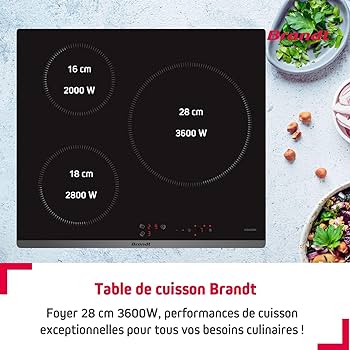 Brandt
16 cm
2000 W
28 cm
3600 W
18 cm
2800 W
Brandt
Table de cuisson Brandt
Foyer 28 cm 3600W, performances de cuisson
exceptionnelles pour tous vos besoins culinaires !